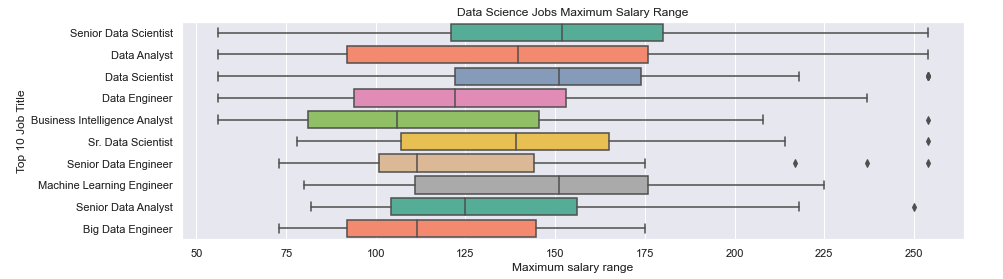 Data Science Jobs Maximum Salary Range
Top 10 Job Title
Senior Data Scientist
Data Analyst
Data Scientist
Data Engineer
Business Intelligence Analyst
Sr. Data Scientist
Senior Data Engineer
Machine Learning Engineer
Senior Data Analyst
Big Data Engineer
50 75 100 125 150 175 200 225 250
Maximum salary range